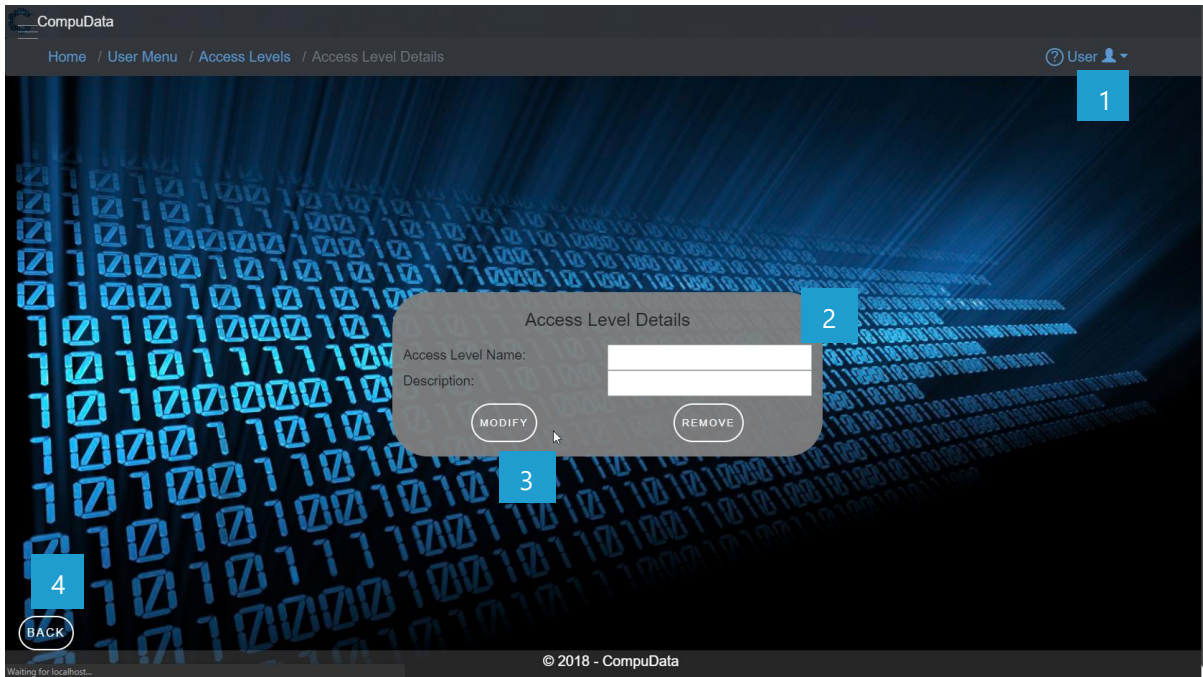 CompuData
Home / User Menu / Access Levels / Access Level Details
? User
1
Access Level Details
2
Access Level Name:
Description:
MODIFY REMOVE
3
4
BACK
© 2018 - CompuData
Waiting for localhost...